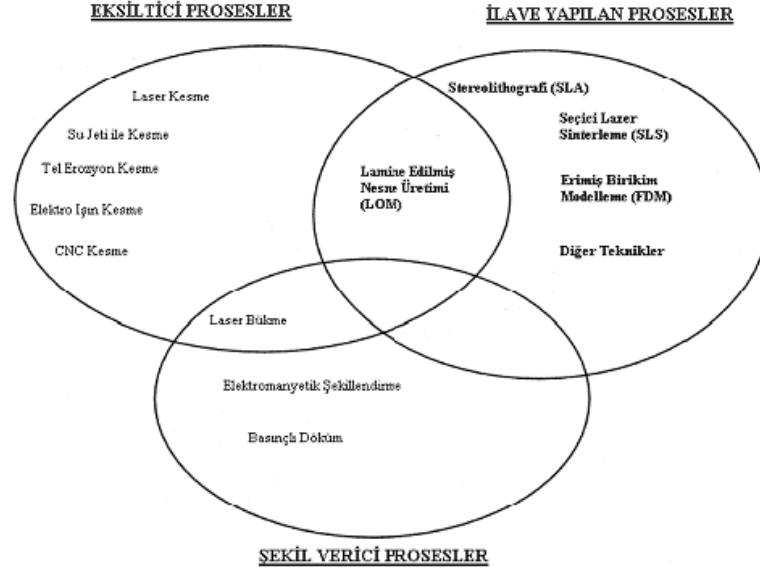 EKSİLTİCİ PROSESLER
İLAVE YAPILAN PROSESLER
Laser Kesme
Su Jeti ile Kesme
Tel Erozyon Kesme
Elektro Işın Kesme
CNC Kesme
Lamine Edilmiş
Nesne Üretimi
(LOM)
Stereolithografi (SLA)
Seçici Lazer
Sinterleme (SLS)
Erimiş Birikim
Modelleme (FDM)
Diğer Teknikler
Laser Bükme
Elektromanyetik Şekillendirme
Basınçlı Döküm
ŞEKİL VERİCİ PROSESLER